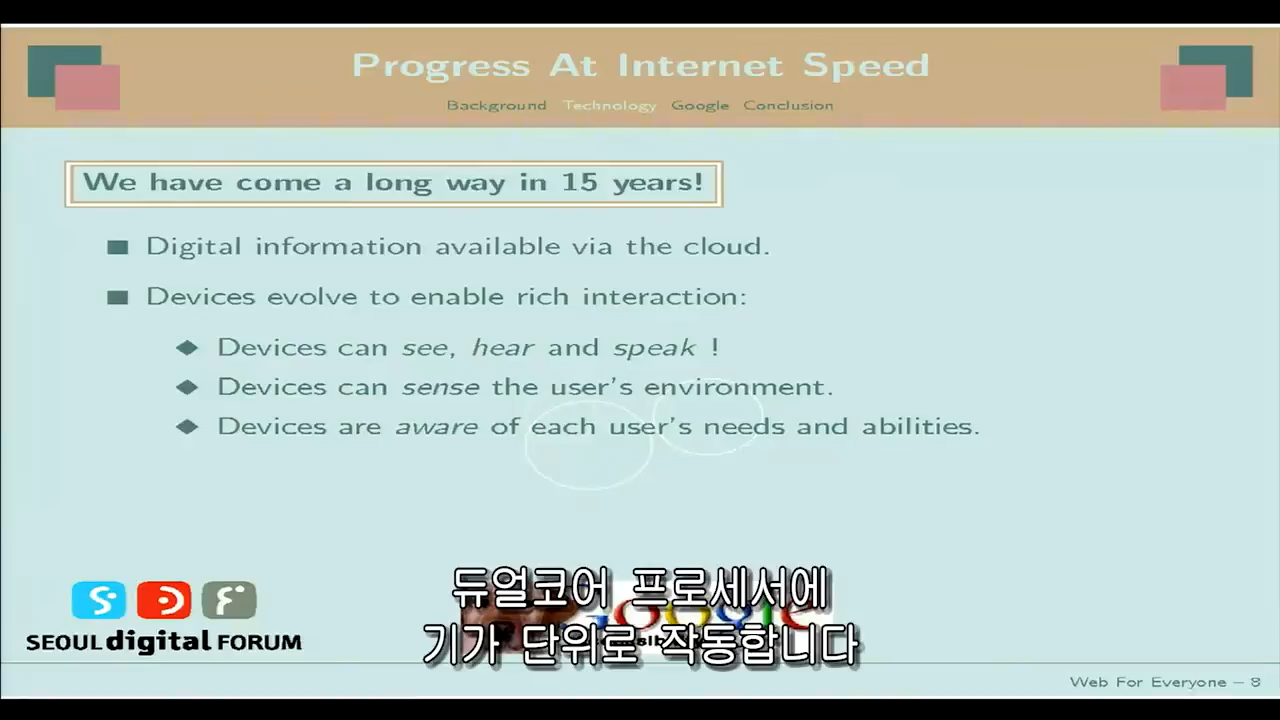 Progress At Internet Speed
Background Technology Google Conclusion
We have come a long way in 15 years!
Digital information available via the cloud.
Devices evolve to enable rich interaction:
Devices can see, hear and speak !
Devices can sense the user's environment.
Devices are aware of each user's needs and abilities.
SEOUL digital FORUM
Google
듀얼코어 프로세서에
기가 단위로 작동합니다
Web For Everyone – 8